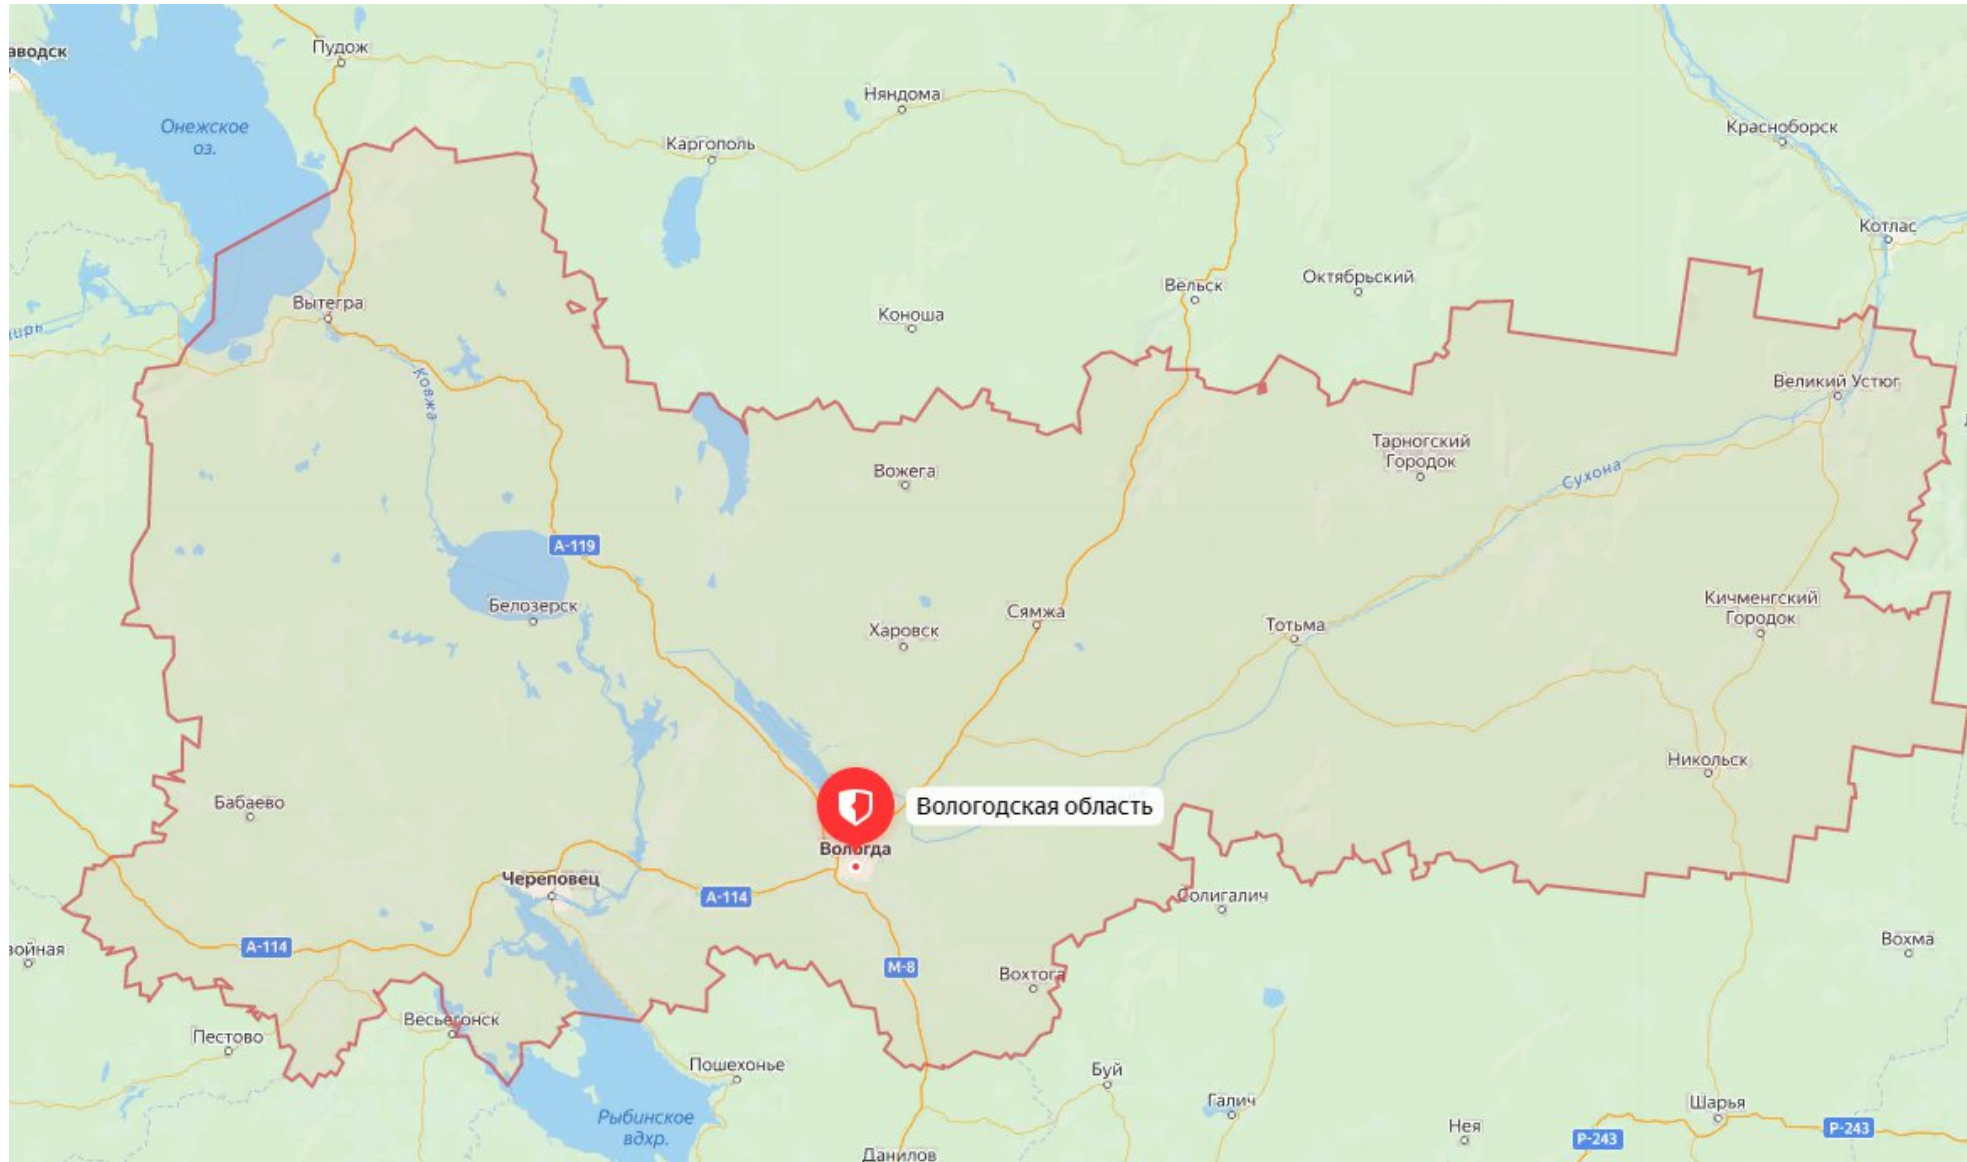 аводск
Пудож
Няндома
Онежское
оз.
Каргополь
Красноборск
Котлас
Вельск
Октябрьский
Вытегра
Коноша
Ковжа
Великий Устюг
Тарногский
Городок
Вожега
Сухона
А-119
Белозерск
Сямжа
Харовск
Тотьма
Кичменгский
Городок
Никольск
Бабаево
Вологодская область
Вологда
Череповец
А-114
Солигалич
А-114
войная
Вохма
М-8
Вохтога
Весьегонск
Пестово
Пошехонье
Буй
Галич
Шарья
Рыбинское
вдхр.
Нея
Р-243
Р-243
Данилов